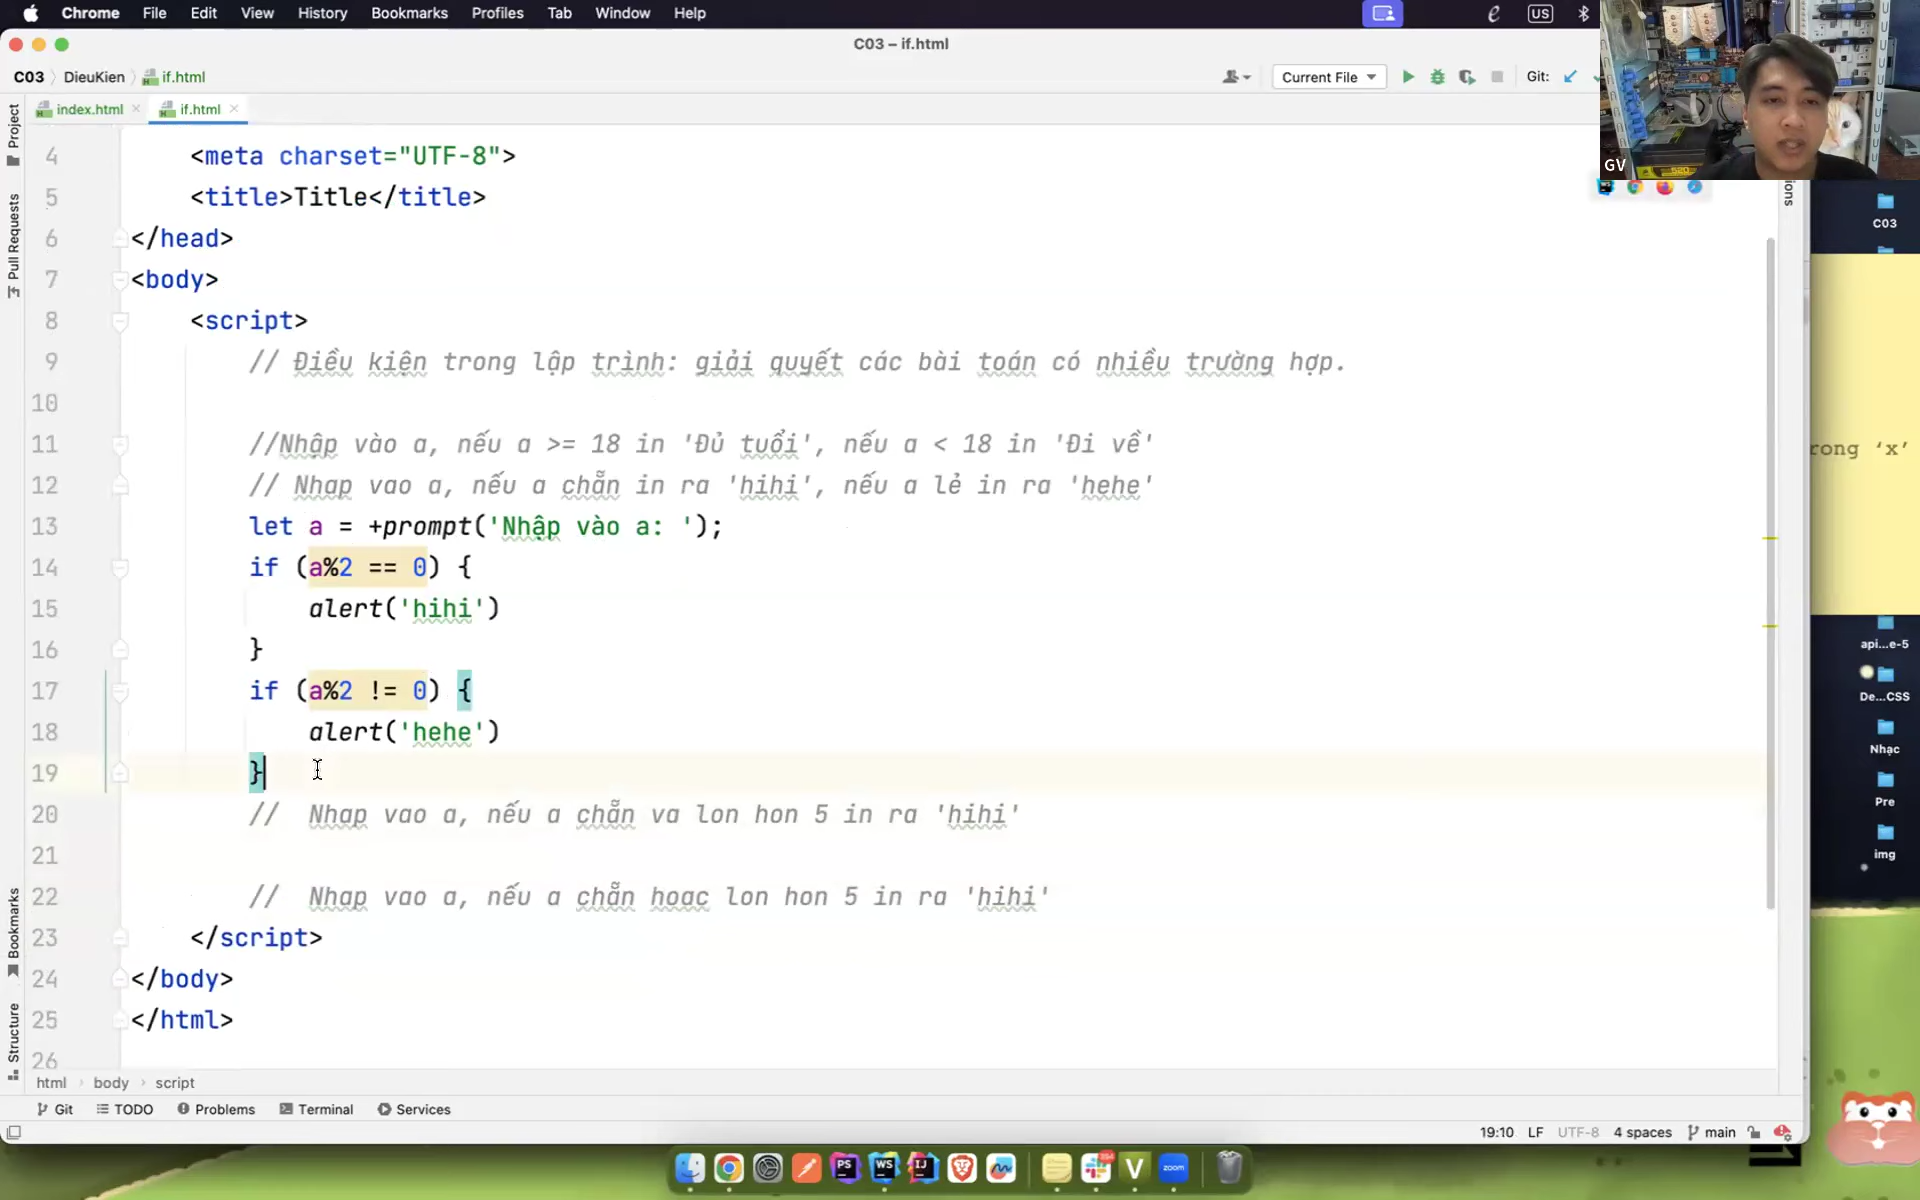 Chrome File Edit View History Bookmarks Profiles Tab Window Help US
C03 – if.html
C03 DieuKien if.html Current File Git:
index.html if.html
Project
Pull Requests
Bookmarks
Structure
4 <meta charset="UTF-8">
5 <title>Title</title>
6 </head>
7 <body>
8 <script>
9 // Điều kiện trong lập trình: giải quyết các bài toán có nhiều trường hợp.
10
11 //Nhập vào a, nếu a >= 18 in 'Đủ tuổi', nếu a < 18 in 'Đi về'
12 // Nhap vao a, nếu a chẵn in ra 'hihi', nếu a lẻ in ra 'hehe'
13 let a = +prompt('Nhập vào a: ');
14 if (a%2 == 0) {
15 alert('hihi')
16 }
17 if (a%2 != 0) {
18 alert('hehe')
19 }
20 // Nhap vao a, nếu a chẵn va lon hon 5 in ra 'hihi'
21
22 // Nhap vao a, nếu a chẵn hoac lon hon 5 in ra 'hihi'
23 </script>
24 </body>
25 </html>
26
html body script
Git TODO Problems Terminal Services
19:10 LF UTF-8 4 spaces main
GV
ions
C03
rong ‘x’
api...e-5
De...CSS
Nhạc
Pre
img
PS WS IJ V zoom